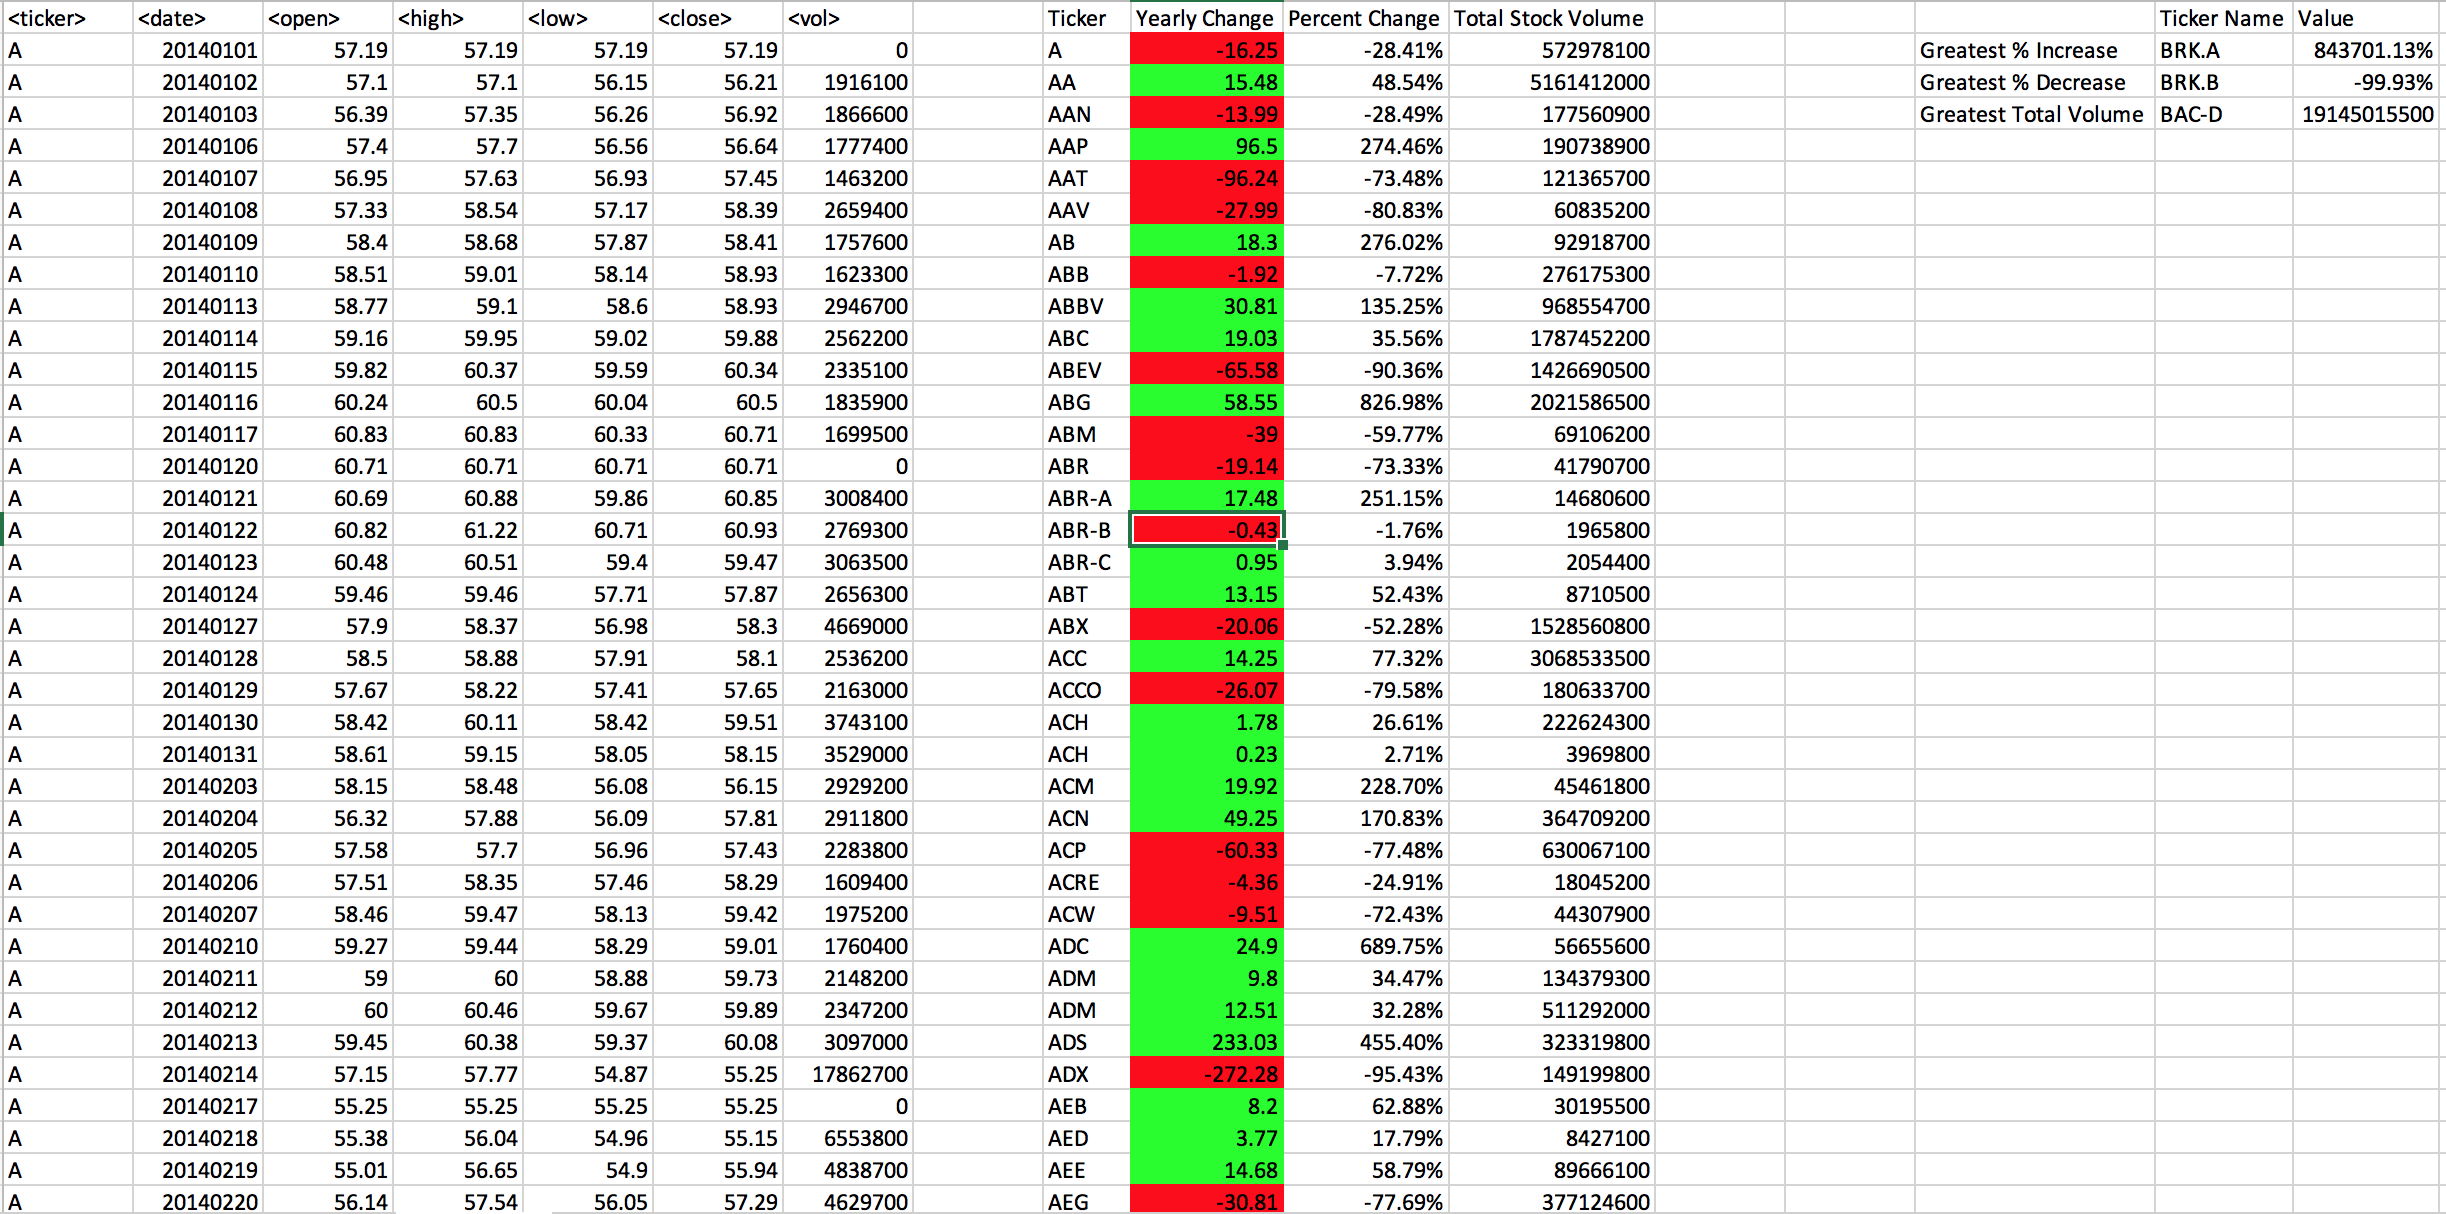 <ticker> <date> <open> <high> <low> <close> <vol> Ticker Yearly Change Percent Change Total Stock Volume Ticker Name Value
A 20140101 57.19 57.19 57.19 57.19 0 A -16.25 -28.41% 572978100 Greatest % Increase BRK.A 843701.13%
A 20140102 57.1 57.1 56.15 56.21 1916100 AA 15.48 48.54% 5161412000 Greatest % Decrease BRK.B -99.93%
A 20140103 56.39 57.35 56.26 56.92 1866600 AAN -13.99 -28.49% 177560900 Greatest Total Volume BAC-D 19145015500
A 20140106 57.4 57.7 56.56 56.64 1777400 AAP 96.5 274.46% 190738900
A 20140107 56.95 57.63 56.93 57.45 1463200 AAT -96.24 -73.48% 121365700
A 20140108 57.33 58.54 57.17 58.39 2659400 AAV -27.99 -80.83% 60835200
A 20140109 58.4 58.68 57.87 58.41 1757600 AB 18.3 276.02% 92918700
A 20140110 58.51 59.01 58.14 58.93 1623300 ABB -1.92 -7.72% 276175300
A 20140113 58.77 59.1 58.6 58.93 2946700 ABBV 30.81 135.25% 968554700
A 20140114 59.16 59.95 59.02 59.88 2562200 ABC 19.03 35.56% 1787452200
A 20140115 59.82 60.37 59.59 60.34 2335100 ABEV -65.58 -90.36% 1426690500
A 20140116 60.24 60.5 60.04 60.5 1835900 ABG 58.55 826.98% 2021586500
A 20140117 60.83 60.83 60.33 60.71 1699500 ABM -39 -59.77% 69106200
A 20140120 60.71 60.71 60.71 60.71 0 ABR -19.14 -73.33% 41790700
A 20140121 60.69 60.88 59.86 60.85 3008400 ABR-A 17.48 251.15% 14680600
A 20140122 60.82 61.22 60.71 60.93 2769300 ABR-B -0.43 -1.76% 1965800
A 20140123 60.48 60.51 59.4 59.47 3063500 ABR-C 0.95 3.94% 2054400
A 20140124 59.46 59.46 57.71 57.87 2656300 ABT 13.15 52.43% 8710500
A 20140127 57.9 58.37 56.98 58.3 4669000 ABX -20.06 -52.28% 1528560800
A 20140128 58.5 58.88 57.91 58.1 2536200 ACC 14.25 77.32% 3068533500
A 20140129 57.67 58.22 57.41 57.65 2163000 ACCO -26.07 -79.58% 180633700
A 20140130 58.42 60.11 58.42 59.51 3743100 ACH 1.78 26.61% 222624300
A 20140131 58.61 59.15 58.05 58.15 3529000 ACH 0.23 2.71% 3969800
A 20140203 58.15 58.48 56.08 56.15 2929200 ACM 19.92 228.70% 45461800
A 20140204 56.32 57.88 56.09 57.81 2911800 ACN 49.25 170.83% 364709200
A 20140205 57.58 57.7 56.96 57.43 2283800 ACP -60.33 -77.48% 630067100
A 20140206 57.51 58.35 57.46 58.29 1609400 ACRE -4.36 -24.91% 18045200
A 20140207 58.46 59.47 58.13 59.42 1975200 ACW -9.51 -72.43% 44307900
A 20140210 59.27 59.44 58.29 59.01 1760400 ADC 24.9 689.75% 56655600
A 20140211 59 60 58.88 59.73 2148200 ADM 9.8 34.47% 134379300
A 20140212 60 60.46 59.67 59.89 2347200 ADM 12.51 32.28% 511292000
A 20140213 59.45 60.38 59.37 60.08 3097000 ADS 233.03 455.40% 323319800
A 20140214 57.15 57.77 54.87 55.25 17862700 ADX -272.28 -95.43% 149199800
A 20140217 55.25 55.25 55.25 55.25 0 AEB 8.2 62.88% 30195500
A 20140218 55.38 56.04 54.96 55.15 6553800 AED 3.77 17.79% 8427100
A 20140219 55.01 56.65 54.9 55.94 4838700 AEE 14.68 58.79% 89666100
A 20140220 56.14 57.54 56.05 57.29 4629700 AEG -30.81 -77.69% 377124600